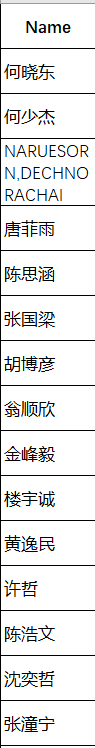 Name
何晓东
何少杰
NARUESOR
N,DECHNO
RACHAI
唐菲雨
陈思涵
张国梁
胡博彦
翁顺欣
金峰毅
楼宇诚
黄逸民
许哲
陈浩文
沈奕哲
张潼宁